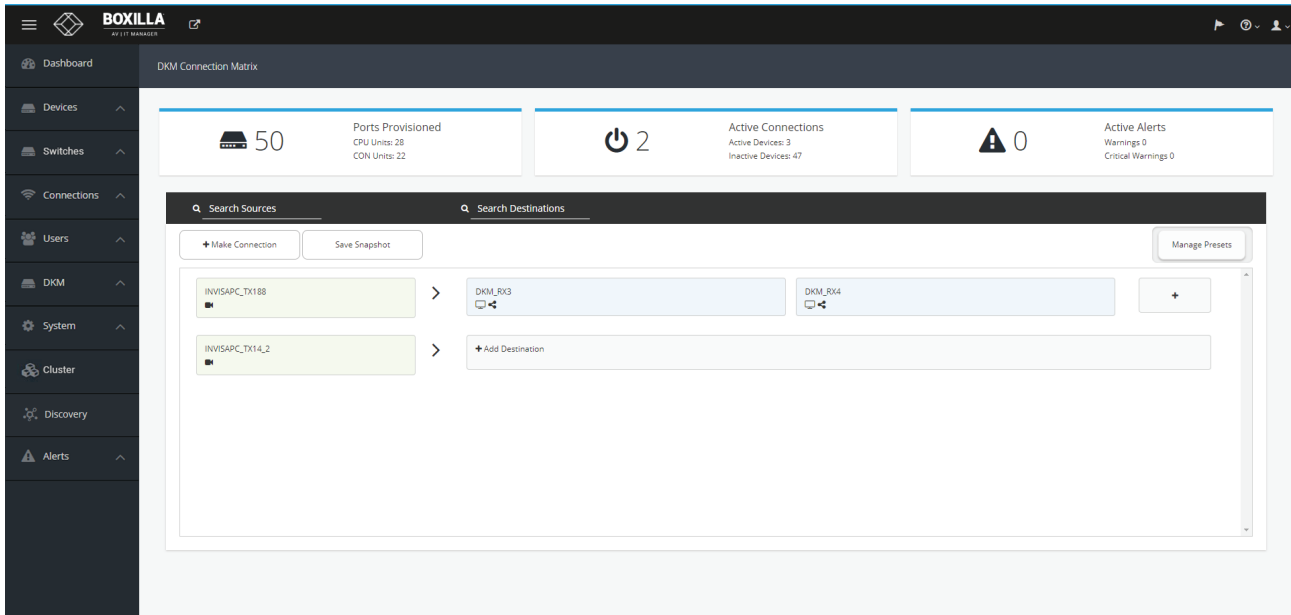 BOXILLA
AV | IT MANAGER
Dashboard
Devices
Switches
Connections
Users
DKM
System
Cluster
Discovery
Alerts
DKM Connection Matrix
50
Ports Provisioned
CPU Units: 28
CON Units: 22
2
Active Connections
Active Devices: 3
Inactive Devices: 47
0
Active Alerts
Warnings 0
Critical Warnings 0
Search Sources
Search Destinations
+ Make Connection
Save Snapshot
Manage Presets
INVISAPC_TX188
DKM_RX3
DKM_RX4
+
INVISAPC_TX14_2
+ Add Destination